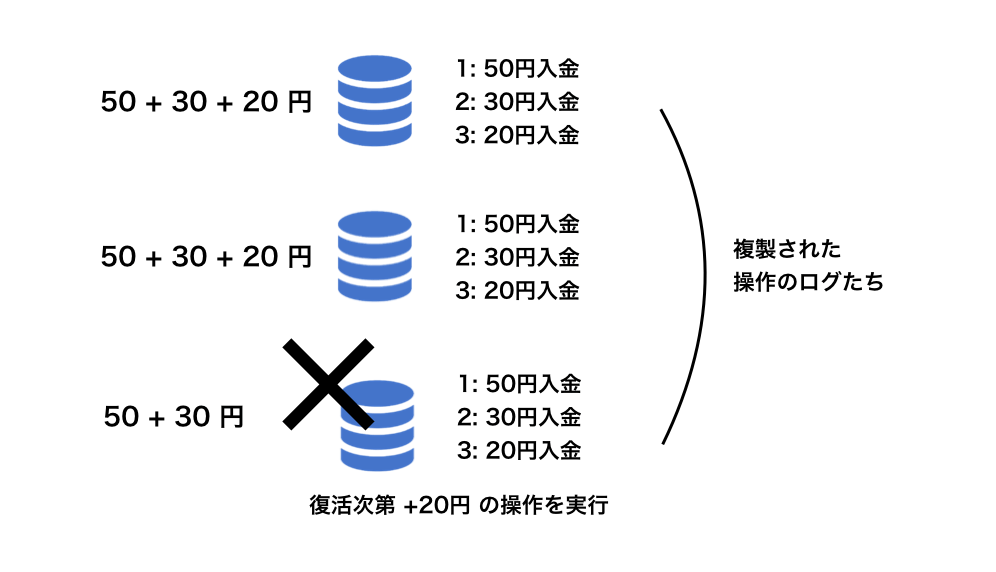 50 + 30 + 20 円
1: 50円入金
2: 30円入金
3: 20円入金
50 + 30 + 20 円
1: 50円入金
2: 30円入金
3: 20円入金
複製された
操作のログたち
50 + 30 円
1: 50円入金
2: 30円入金
3: 20円入金
復活次第 +20円 の操作を実行